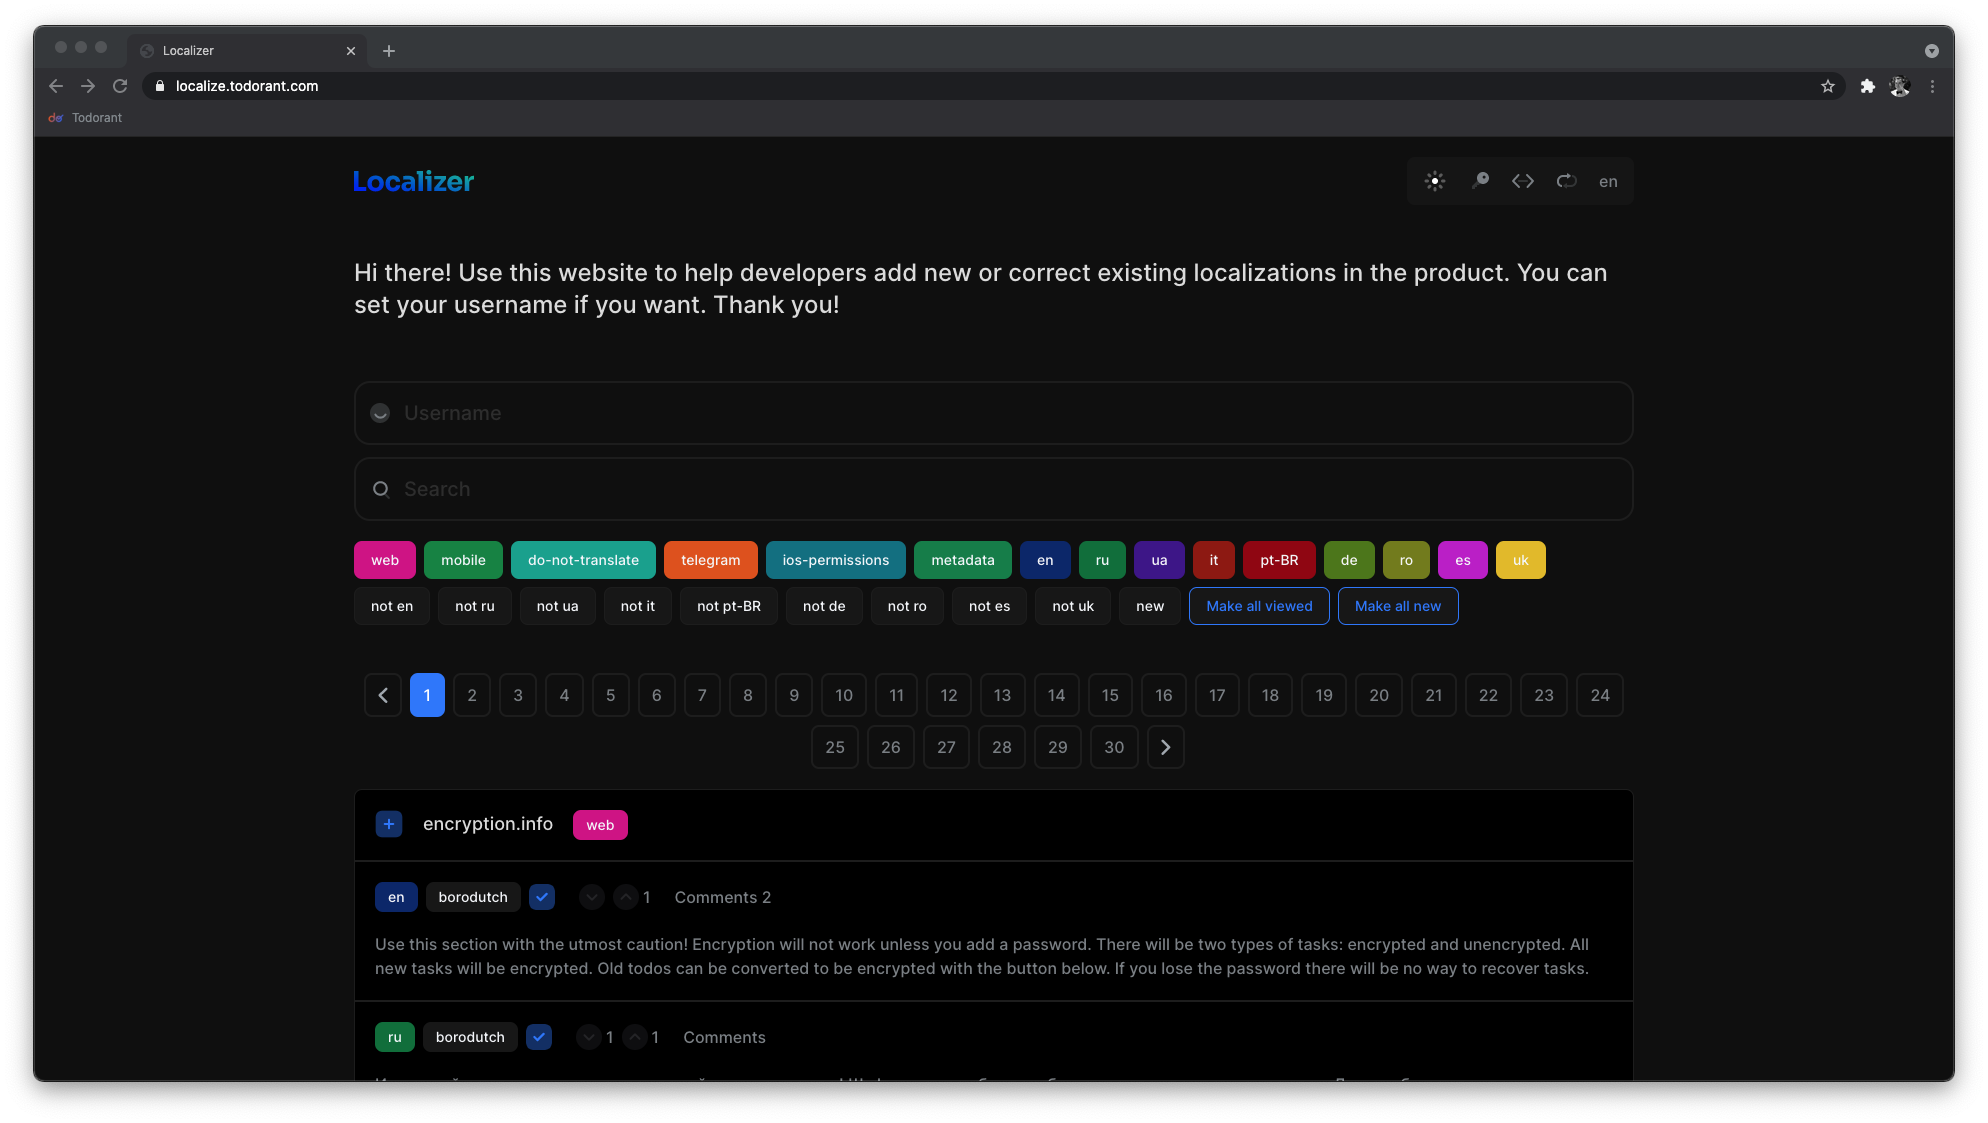 Localizer
localize.todorant.com
Todorant
Localizer
en
Hi there! Use this website to help developers add new or correct existing localizations in the product. You can
set your username if you want. Thank you!
Username
Search
web mobile do-not-translate telegram ios-permissions metadata en ru ua it pt-BR de ro es uk
not en not ru not ua not it not pt-BR not de not ro not es not uk new Make all viewed Make all new
1 2 3 4 5 6 7 8 9 10 11 12 13 14 15 16 17 18 19 20 21 22 23 24
25 26 27 28 29 30
encryption.info web
en borodutch 1 Comments 2
Use this section with the utmost caution! Encryption will not work unless you add a password. There will be two types of tasks: encrypted and unencrypted. All
new tasks will be encrypted. Old todos can be converted to be encrypted with the button below. If you lose the password there will be no way to recover tasks.
ru borodutch 1 1 Comments